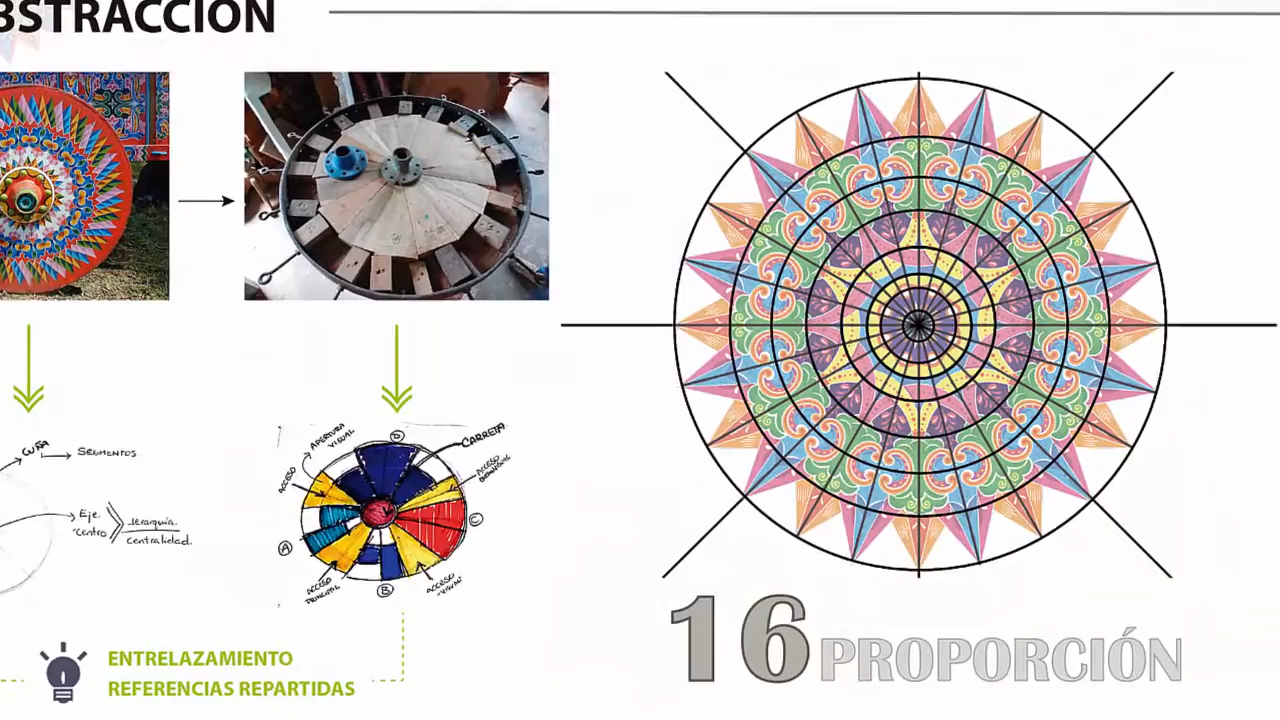 BSTRACCIÓN
CUÑA
SEGMENTOS
Eje.
"Centro
Jerarquía.
Centralidad.
APERTURA
VISUAL
D
CARRETA
ACCESO
ACCESO
C
A
ACCESO
PRINCIPAL
B
ACCESO
VISUAL
ENTRELAZAMIENTO
REFERENCIAS REPARTIDAS
16 PROPORCIÓN